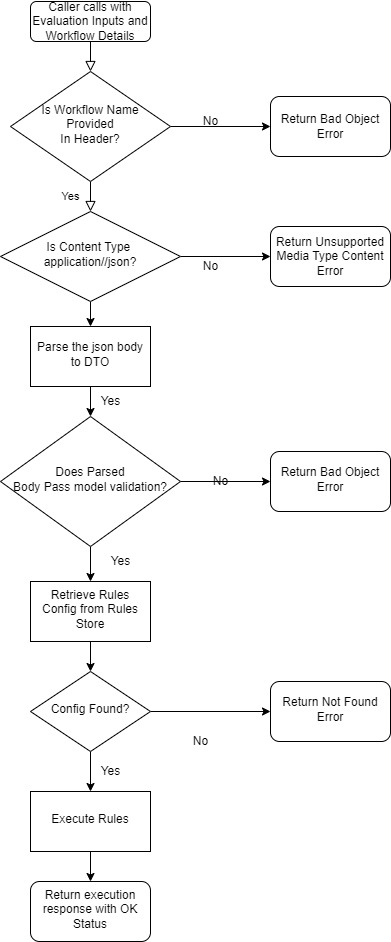 Caller calls with
Evaluation Inputs and
Workflow Details
Is Workflow Name
Provided
In Header?
No
Return Bad Object
Error
Yes
Is Content Type
application//json?
No
Return Unsupported
Media Type Content
Error
Parse the json body
to DTO
Yes
Does Parsed
Body Pass model validation?
No
Return Bad Object
Error
Yes
Retrieve Rules
Config from Rules
Store
Config Found?
No
Return Not Found
Error
Yes
Execute Rules
Return execution
response with OK
Status